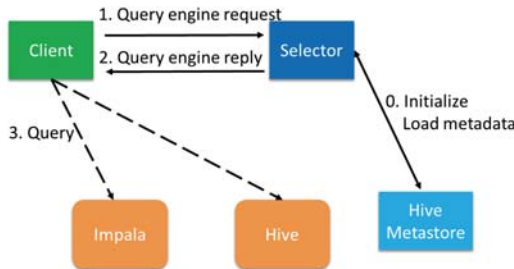 1. Query engine request
Client
Selector
2. Query engine reply
0. Initialize
Load metadata
3. Query
Impala
Hive
Hive
Metastore